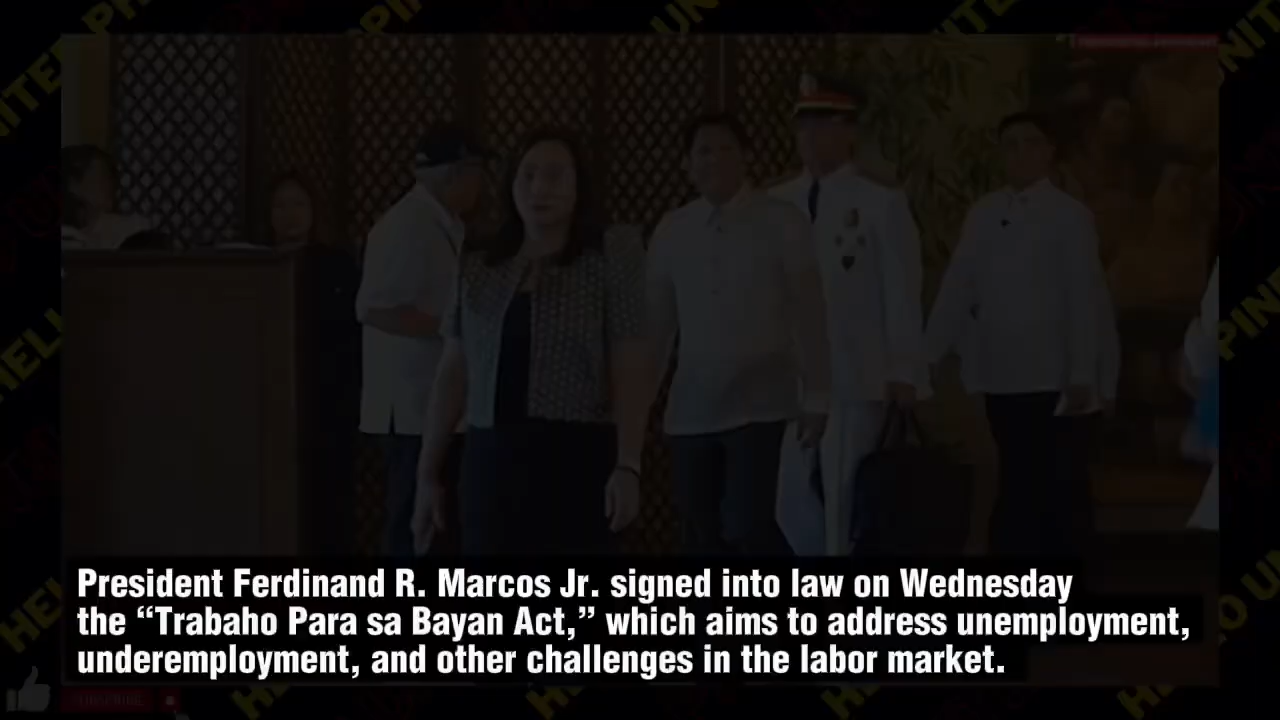 President Ferdinand R. Marcos Jr. signed into law on Wednesday
the “Trabaho Para sa Bayan Act,” which aims to address unemployment,
underemployment, and other challenges in the labor market.